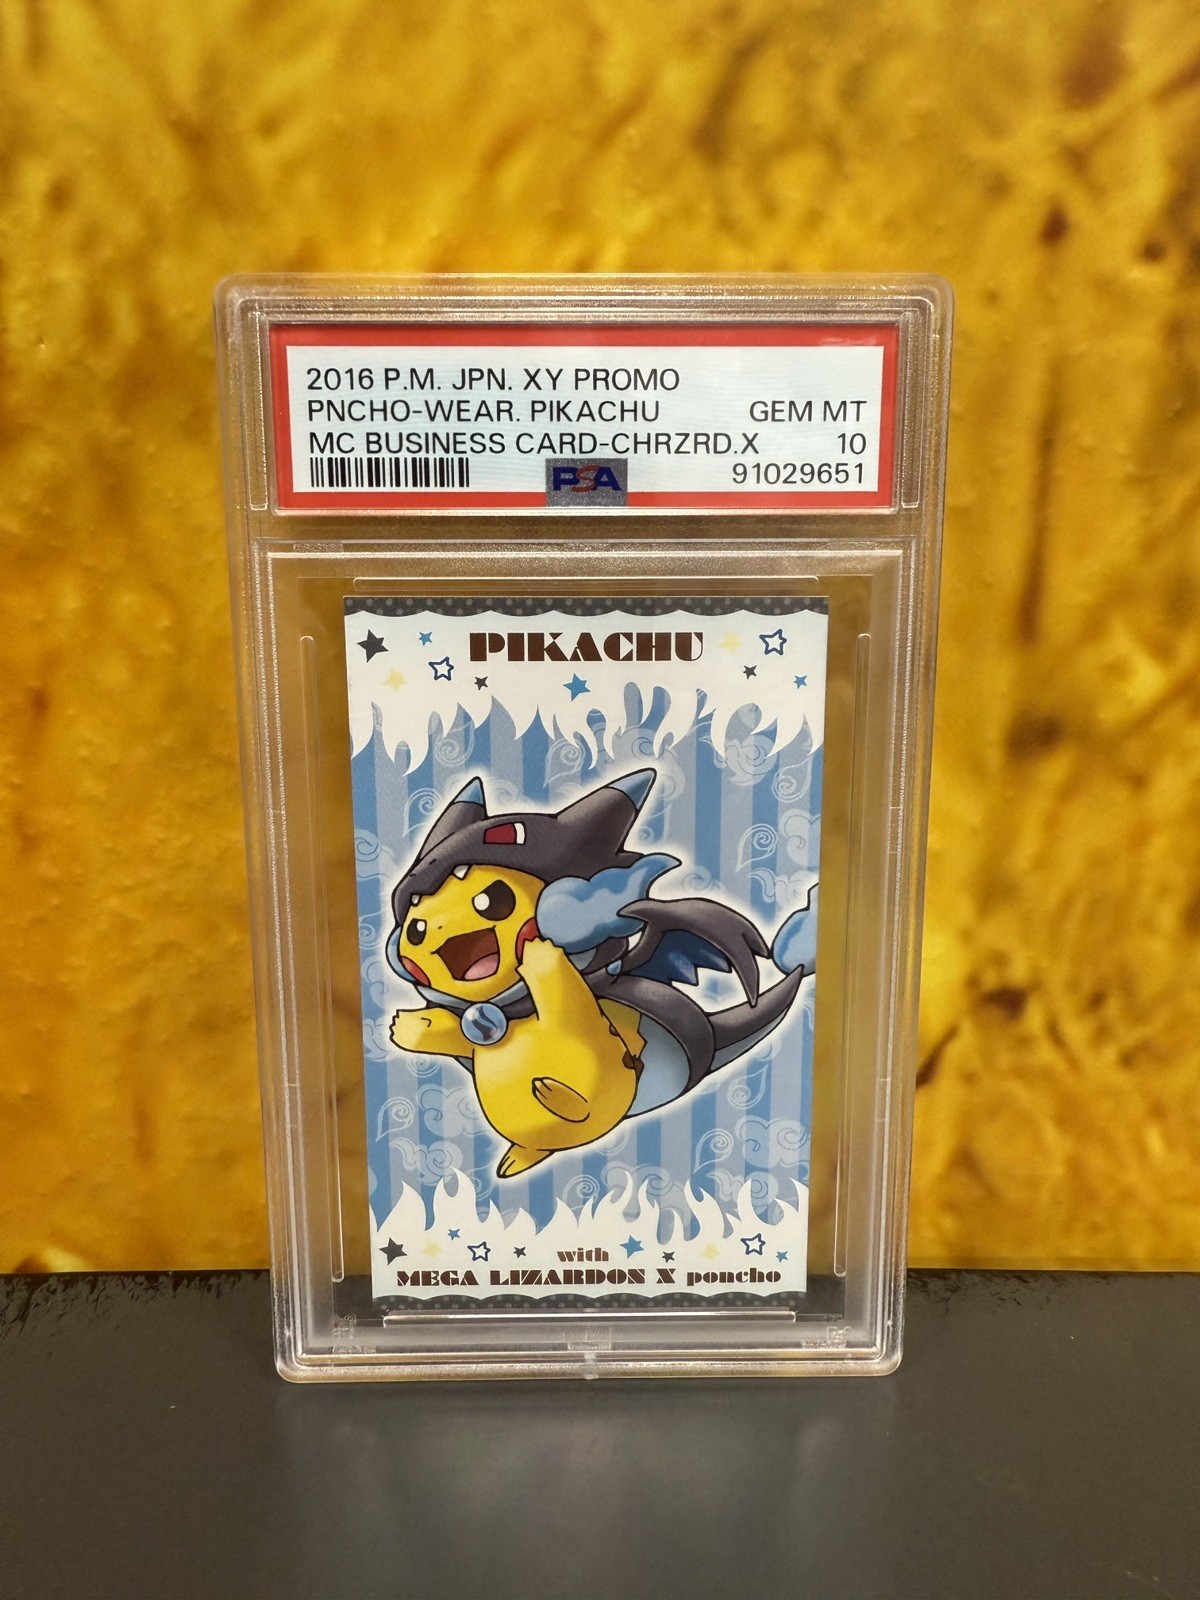 2016 P.M. JPN. XY PROMO
PNCHO-WEAR. PIKACHU GEM MT
MC BUSINESS CARD-CHRZRD.X 10
PSA 91029651
PIKACHU
with
MEGA LIZARDON X poncho